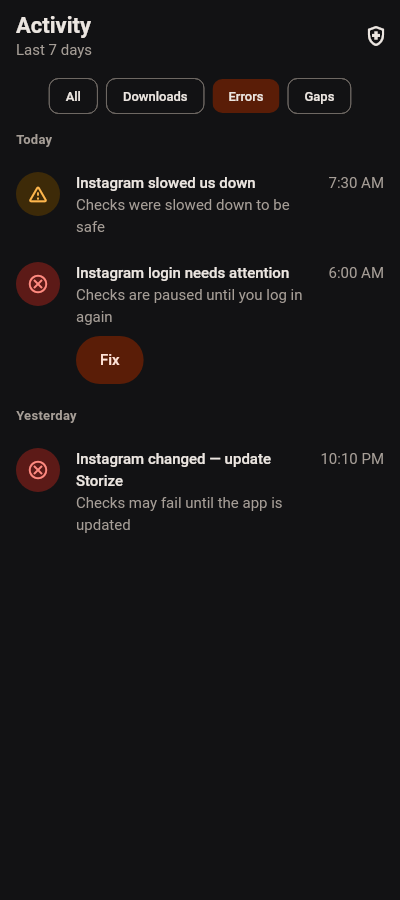 Activity
Last 7 days
All
Downloads
Errors
Gaps
Today
Instagram slowed us down
7:30 AM
Checks were slowed down to be
safe
Instagram login needs attention
6:00 AM
Checks are paused until you log in
again
Fix
Yesterday
Instagram changed — update
Storize
10:10 PM
Checks may fail until the app is
updated